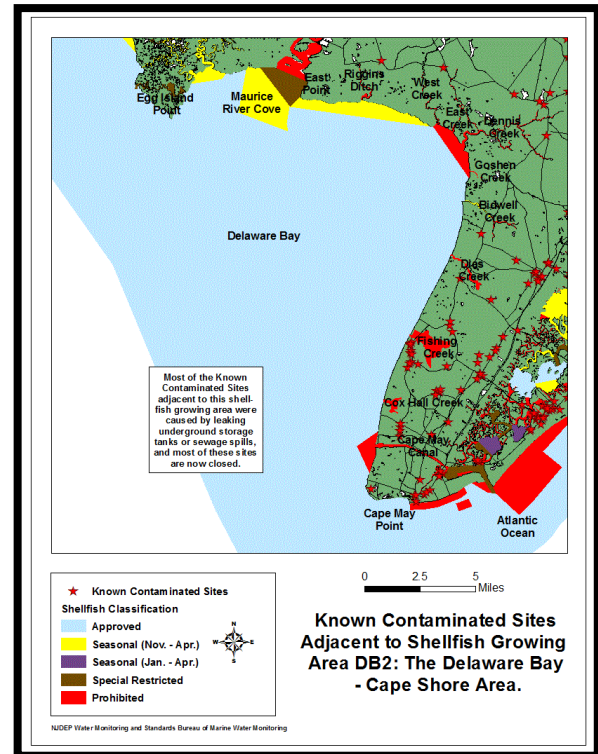 Egg Island
Point
Maurice
River Cove
East
Point
Riggins
Ditch
West
Creek
East
Creek
Dennis
Creek
Goshen
Creek
Bidwell
Creek
Delaware Bay
Dies
Creek
Fishing
Creek
Most of the Known
Contaminated Sites
adjacent to this shell-
fish growing area were
caused by leaking
underground storage
tanks or sewage spills,
and most of these sites
are now closed.
Cox Hall Creek
Cape May
Canal
Cape May
Point
Atlantic
Ocean
Known Contaminated Sites
Shellfish Classification
Approved
Seasonal (Nov. - Apr.)
Seasonal (Jan. - Apr.)
Special Restricted
Prohibited
N
W E
S
0 2.5 5
Miles
Known Contaminated Sites
Adjacent to Shellfish Growing
Area DB2: The Delaware Bay
- Cape Shore Area.
NJDEP Water Monitoring and Standards Bureau of Marine Water Monitoring